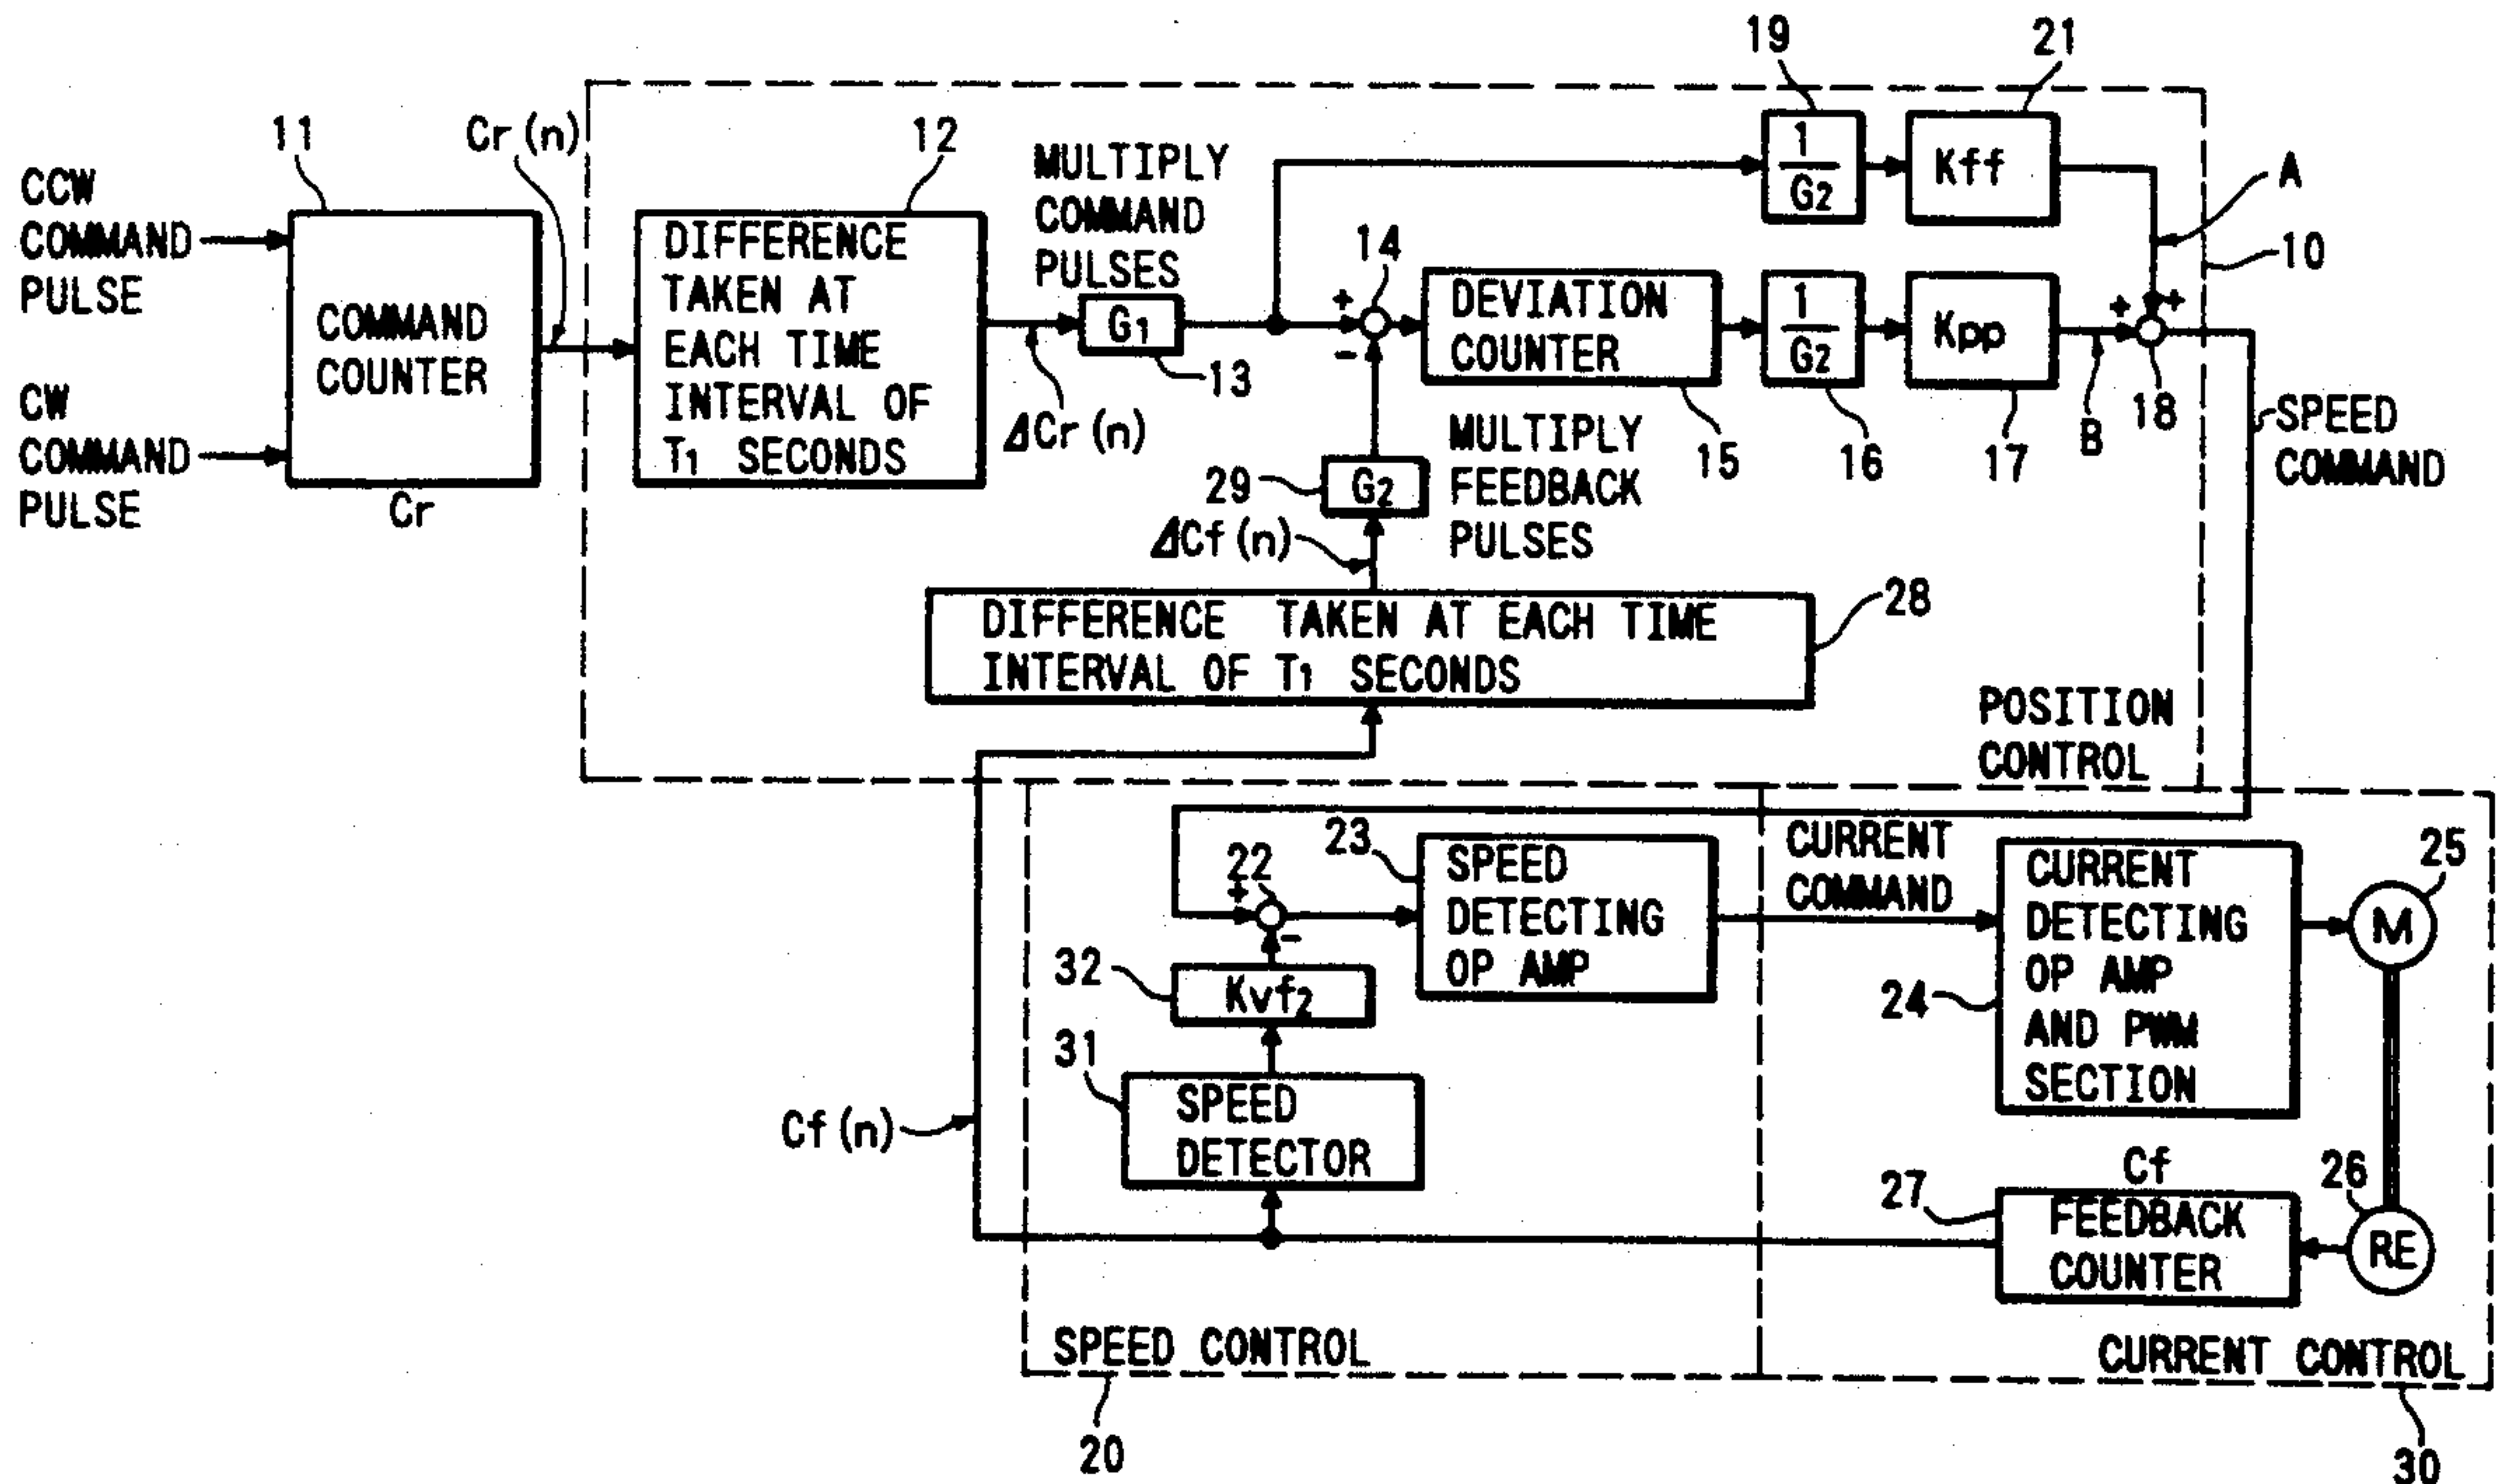 19
21
11
Cr(n)
12
CCW
COMMAND
PULSE
MULTIPLY
COMMAND
PULSES
1
G2
Kff
A
10
DIFFERENCE
TAKEN AT
EACH TIME
INTERVAL OF
T1 SECONDS
COMMAND
COUNTER
G1
13
ΔCr(n)
14
+
-
DEVIATION
COUNTER
1
G2
Kpp
+
+
B
18
15
16
17
SPEED
COMMAND
CW
COMMAND
PULSE
Cr
29
G2
MULTIPLY
FEEDBACK
PULSES
ΔCf(n)
DIFFERENCE TAKEN AT EACH TIME
INTERVAL OF T1 SECONDS
28
POSITION
CONTROL
22
+
-
23
SPEED
DETECTING
OP AMP
CURRENT
COMMAND
CURRENT
DETECTING
OP AMP
AND PWM
SECTION
24
25
M
32
Kvf2
31
SPEED
DETECTOR
Cf(n)
Cf
27
FEEDBACK
COUNTER
26
RE
SPEED CONTROL
CURRENT CONTROL
20
30